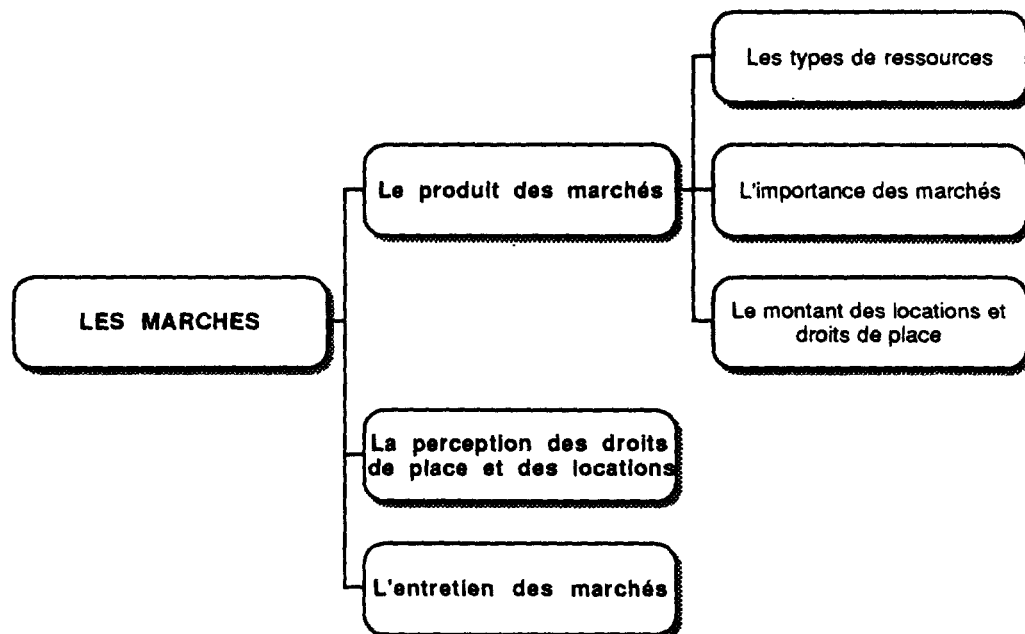 Les types de ressources
Le produit des marchés
L'importance des marchés
LES MARCHES
Le montant des locations et
droits de place
La perception des droits
de place et des locations
L'entretien des marchés